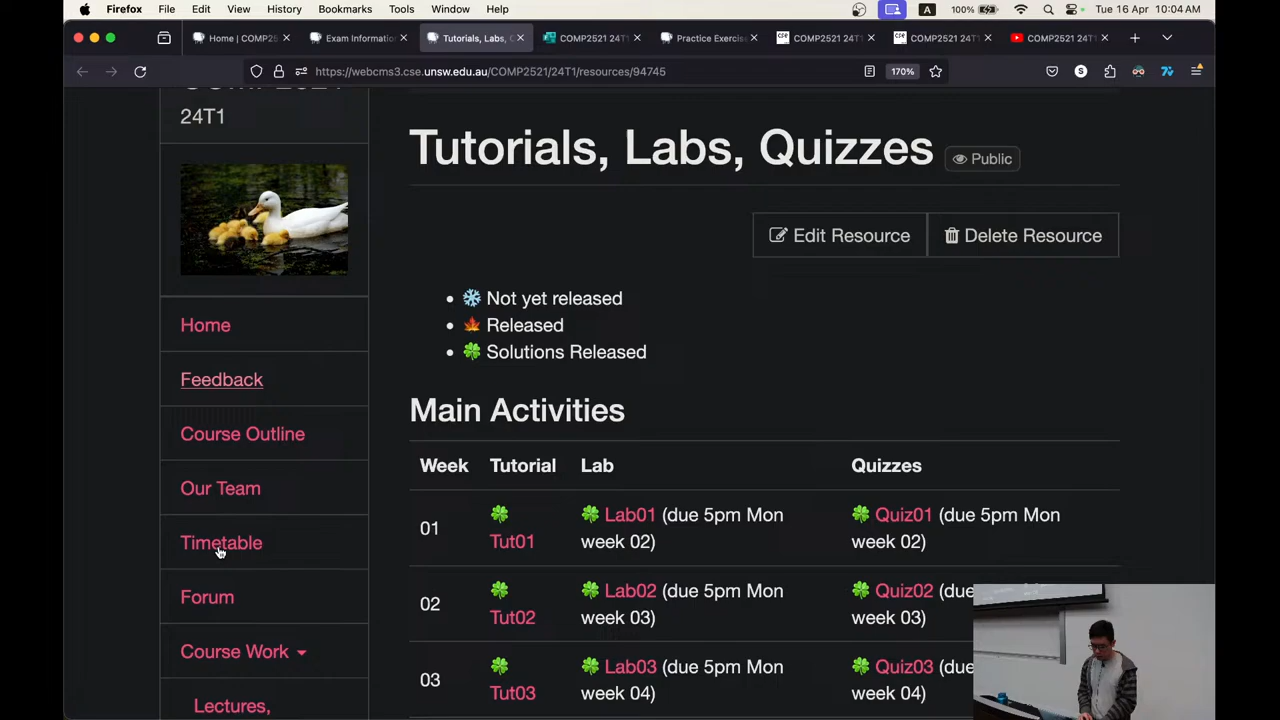 Firefox File Edit View History Bookmarks Tools Window Help A 100% Tue 16 Apr 10:04 AM
Home | COMP25 Exam Informatio Tutorials, Labs, COMP2521 24T1 Practice Exercise COMP2521 24T COMP2521 24T COMP2521 24T1
https://webcms3.cse.unsw.edu.au/COMP2521/24T1/resources/94745 170% S
24T1
Home
Feedback
Course Outline
Our Team
Timetable
Forum
Course Work
Lectures,
Tutorials, Labs, Quizzes Public
Edit Resource Delete Resource
Not yet released
Released
Solutions Released
Main Activities
Week Tutorial Lab Quizzes
01 Tut01 Lab01 (due 5pm Mon week 02) Quiz01 (due 5pm Mon week 02)
02 Tut02 Lab02 (due 5pm Mon week 03) Quiz02 (due week 03)
03 Tut03 Lab03 (due 5pm Mon week 04) Quiz03 (due week 04)